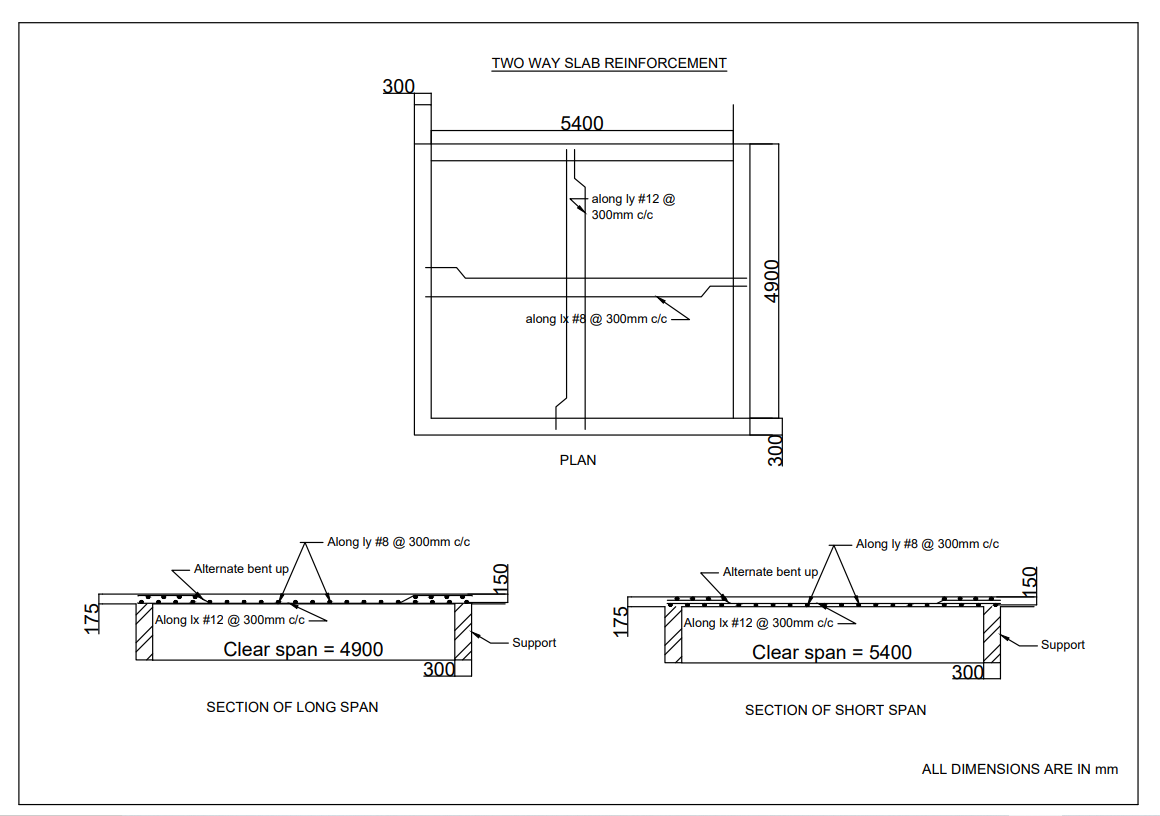 TWO WAY SLAB REINFORCEMENT
300
5400
along ly #12 @
300mm c/c
4900
along lx #8 @ 300mm c/c
300
PLAN
Along ly #8 @ 300mm c/c
Alternate bent up
150
175
Along lx #12 @ 300mm c/c
Support
Clear span = 4900
300
SECTION OF LONG SPAN
Along ly #8 @ 300mm c/c
Alternate bent up
150
175
Along lx #12 @ 300mm c/c
Support
Clear span = 5400
300
SECTION OF SHORT SPAN
ALL DIMENSIONS ARE IN mm